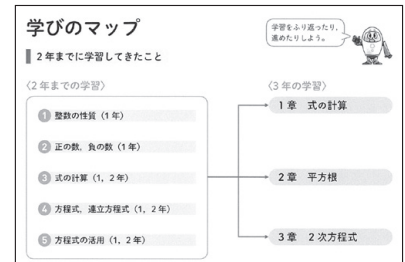 学びのマップ
学習をふり返ったり，
進めたりしよう。
2年までに学習してきたこと
〈2年までの学習〉
〈3年の学習〉
1 整数の性質（1年）
2 正の数，負の数（1年）
3 式の計算（1，2年）
4 方程式，連立方程式（1，2年）
5 方程式の活用（1，2年）
1章 式の計算
2章 平方根
3章 2次方程式